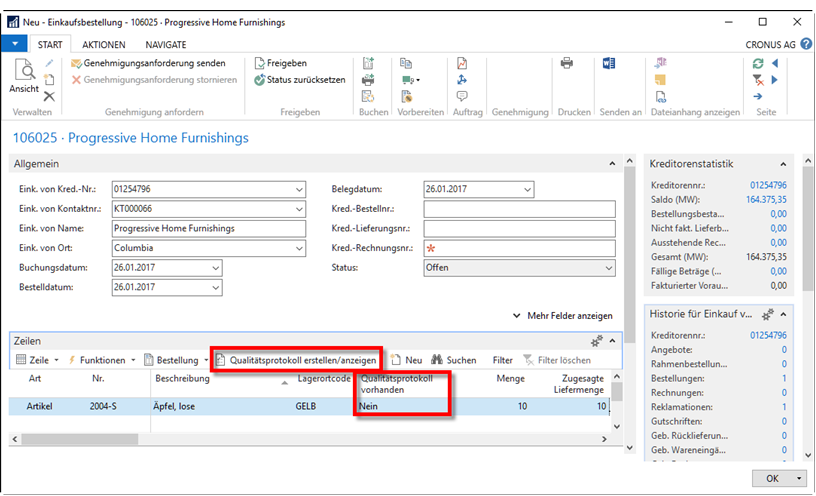 Neu - Einkaufsbestellung - 106025 · Progressive Home Furnishings
START AKTIONEN NAVIGATE CRONUS AG ?
Ansicht
Genehmigungsanforderung senden
Genehmigungsanforderung stornieren
Freigeben
Status zurücksetzen
Verwalten Genehmigung anfordern Freigeben Buchen Vorbereiten Auftrag Genehmigung Drucken Senden an Dateianhang anzeigen Seite
106025 · Progressive Home Furnishings
Allgemein
Eink. von Kred.-Nr.: 01254796
Eink. von Kontaktnr.: KT000066
Eink. von Name: Progressive Home Furnishings
Eink. von Ort: Columbia
Buchungsdatum: 26.01.2017
Bestelldatum: 26.01.2017
Belegdatum: 26.01.2017
Kred.-Bestellnr.:
Kred.-Lieferungsnr.:
Kred.-Rechnungsnr.: *
Status: Offen
Mehr Felder anzeigen
Zeilen
Zeile Funktionen Bestellung Qualitätsprotokoll erstellen/anzeigen Neu Suchen Filter Filter löschen
Art Nr. Beschreibung Lagerortcode Qualitätsprotokoll vorhanden Menge Zugesagte Liefermenge
Artikel 2004-S Äpfel, lose GELB Nein 10 10
Kreditorenstatistik
Kreditorennr.: 01254796
Saldo (MW): 164.375,35
Bestellungsbesta... 0,00
Nicht fakt. Lieferb... 0,00
Ausstehende Rec... 0,00
Gesamt (MW): 164.375,35
Fällige Beträge (... 0,00
Fakturierter Vorau... 0,00
Historie für Einkauf v...
Kreditorennr.: 01254796
Angebote: 0
Rahmenbestellun... 0
Bestellungen: 1
Rechnungen: 0
Reklamationen: 1
Gutschriften: 0
Geb. Rücklieferun... 0
Geb. Wareneingä... 0
OK